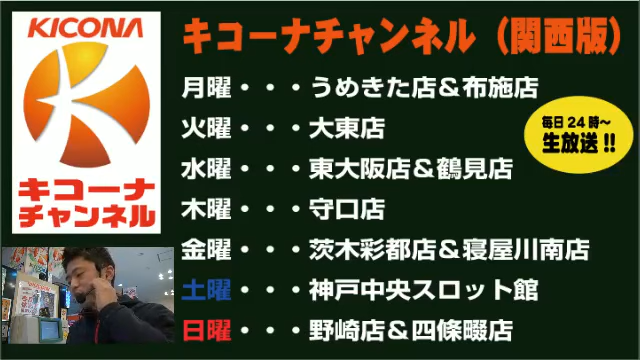 KICONA
キコーナ
チャンネル
キコーナチャンネル（関西版）
月曜・・・うめきた店＆布施店
火曜・・・大東店
水曜・・・東大阪店＆鶴見店
木曜・・・守口店
金曜・・・茨木彩都店＆寝屋川南店
土曜・・・神戸中央スロット館
日曜・・・野崎店＆四條畷店
毎日24時～
生放送!!